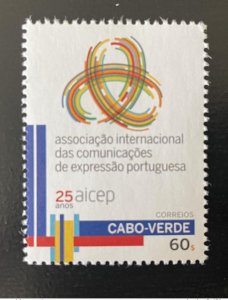 associação internacional
das comunicações
de expressão portuguesa
25 aicep
anos
CORREIOS
CABO-VERDE
60$